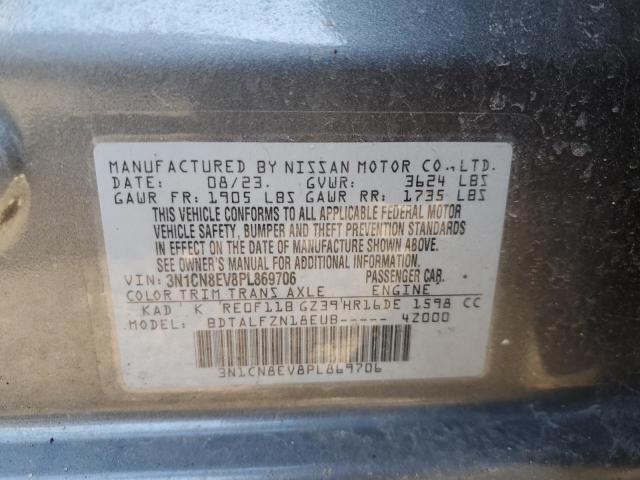 MANUFACTURED BY NISSAN MOTOR CO., LTD.
DATE: 08/23. GVWR: 3624 LBS
GAWR FR: 1905 LBS GAWR RR: 1735 LBS
THIS VEHICLE CONFORMS TO ALL APPLICABLE FEDERAL MOTOR
VEHICLE SAFETY, BUMPER AND THEFT PREVENTION STANDARDS
IN EFFECT ON THE DATE OF MANUFACTURE SHOWN ABOVE.
SEE OWNER'S MANUAL FOR ADDITIONAL INFORMATION.
VIN: 3N1CN8EV8PL869706 PASSENGER CAR.
COLOR TRIM TRANS AXLE ENGINE
KAD K RE0F11B GZ39 HR16DE 1598 CC
MODEL: BDTALFZN18EUB----- 4Z000
3N1CN8EV8PL869706